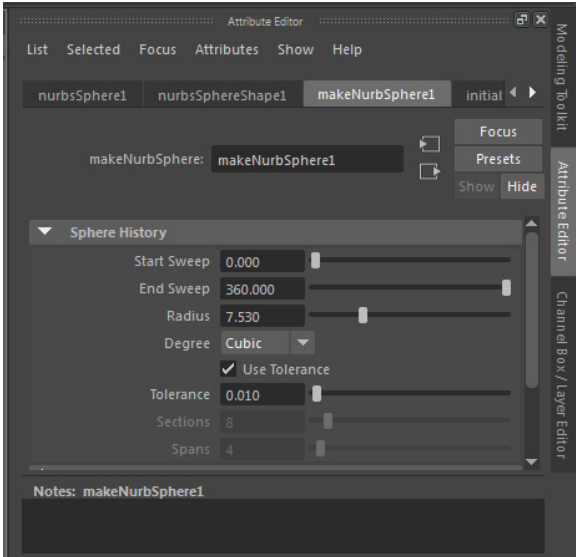 Attribute Editor
List Selected Focus Attributes Show Help
nurbsSphere1 nurbsSphereShape1 makeNurbSphere1 initial
makeNurbSphere: makeNurbSphere1
Focus
Presets
Show Hide
Sphere History
Start Sweep 0.000
End Sweep 360.000
Radius 7.530
Degree Cubic
Use Tolerance
Tolerance 0.010
Sections 8
Spans 4
Notes: makeNurbSphere1
Modeling Toolkit
Attribute Editor
Channel Box / Layer Editor